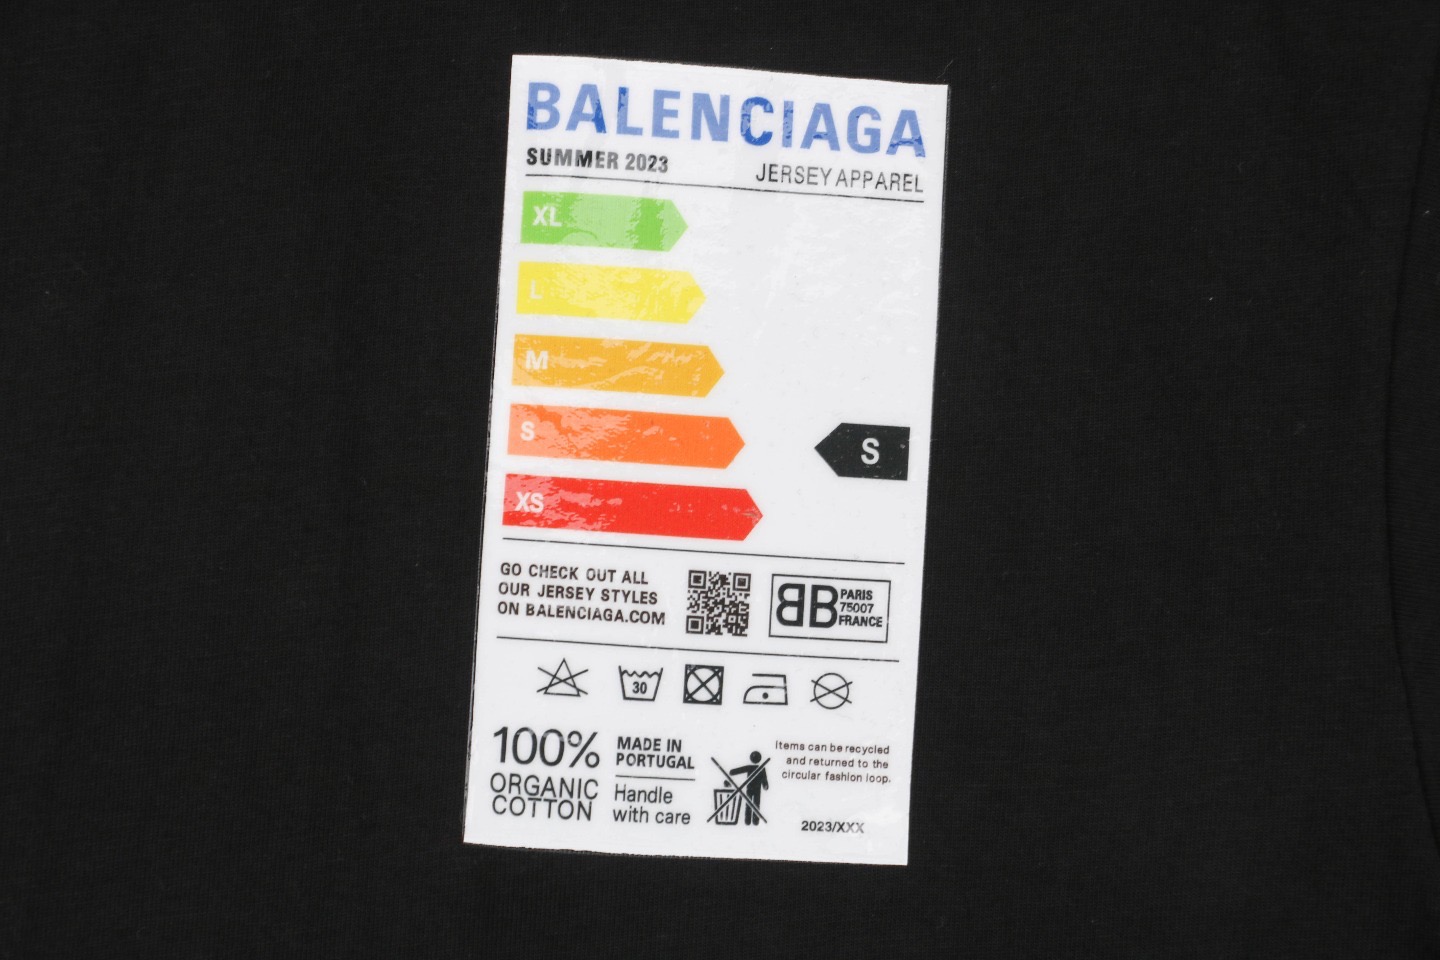 BALENCIAGA
SUMMER 2023
JERSEY APPAREL
XL
L
M
S
S
XS
GO CHECK OUT ALL
OUR JERSEY STYLES
ON BALENCIAGA.COM
BB
PARIS
75007
FRANCE
30
100%
ORGANIC
COTTON
MADE IN
PORTUGAL
Handle
with care
Items can be recycled
and returned to the
circular fashion loop.
2023/XXX